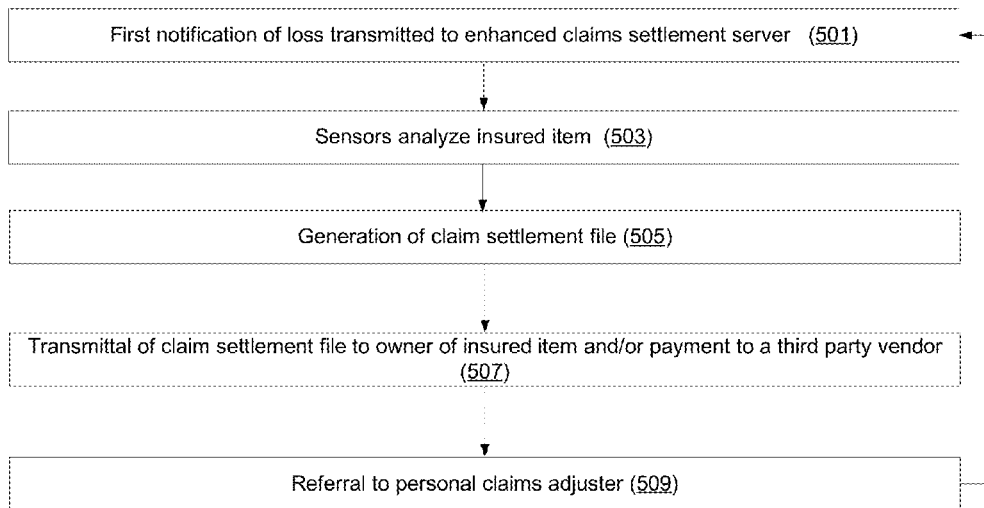 First notification of loss transmitted to enhanced claims settlement server (501)
Sensors analyze insured item (503)
Generation of claim settlement file (505)
Transmittal of claim settlement file to owner of insured item and/or payment to a third party vendor
(507)
Referral to personal claims adjuster (509)